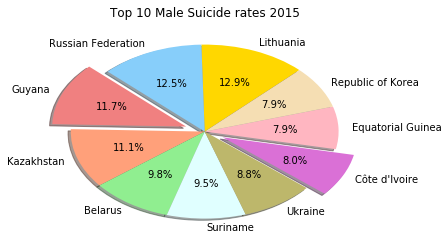 Top 10 Male Suicide rates 2015
Lithuania
12.9%
Russian Federation
12.5%
Guyana
11.7%
Kazakhstan
11.1%
Belarus
9.8%
Suriname
9.5%
Ukraine
8.8%
Côte d'Ivoire
8.0%
Equatorial Guinea
7.9%
Republic of Korea
7.9%